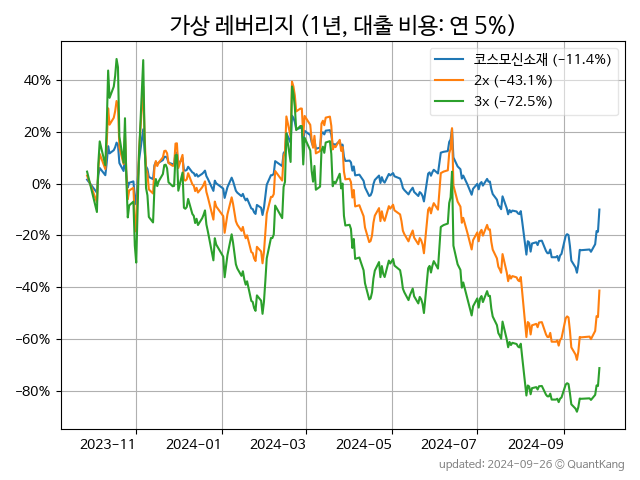 가상 레버리지 (1년, 대출 비용: 연 5%)
코스모신소재 (−11.4%)
2x (−43.1%)
3x (−72.5%)
40%
20%
0%
−20%
−40%
−60%
−80%
2023-11
2024-01
2024-03
2024-05
2024-07
2024-09
updated: 2024-09-26 © QuantKang